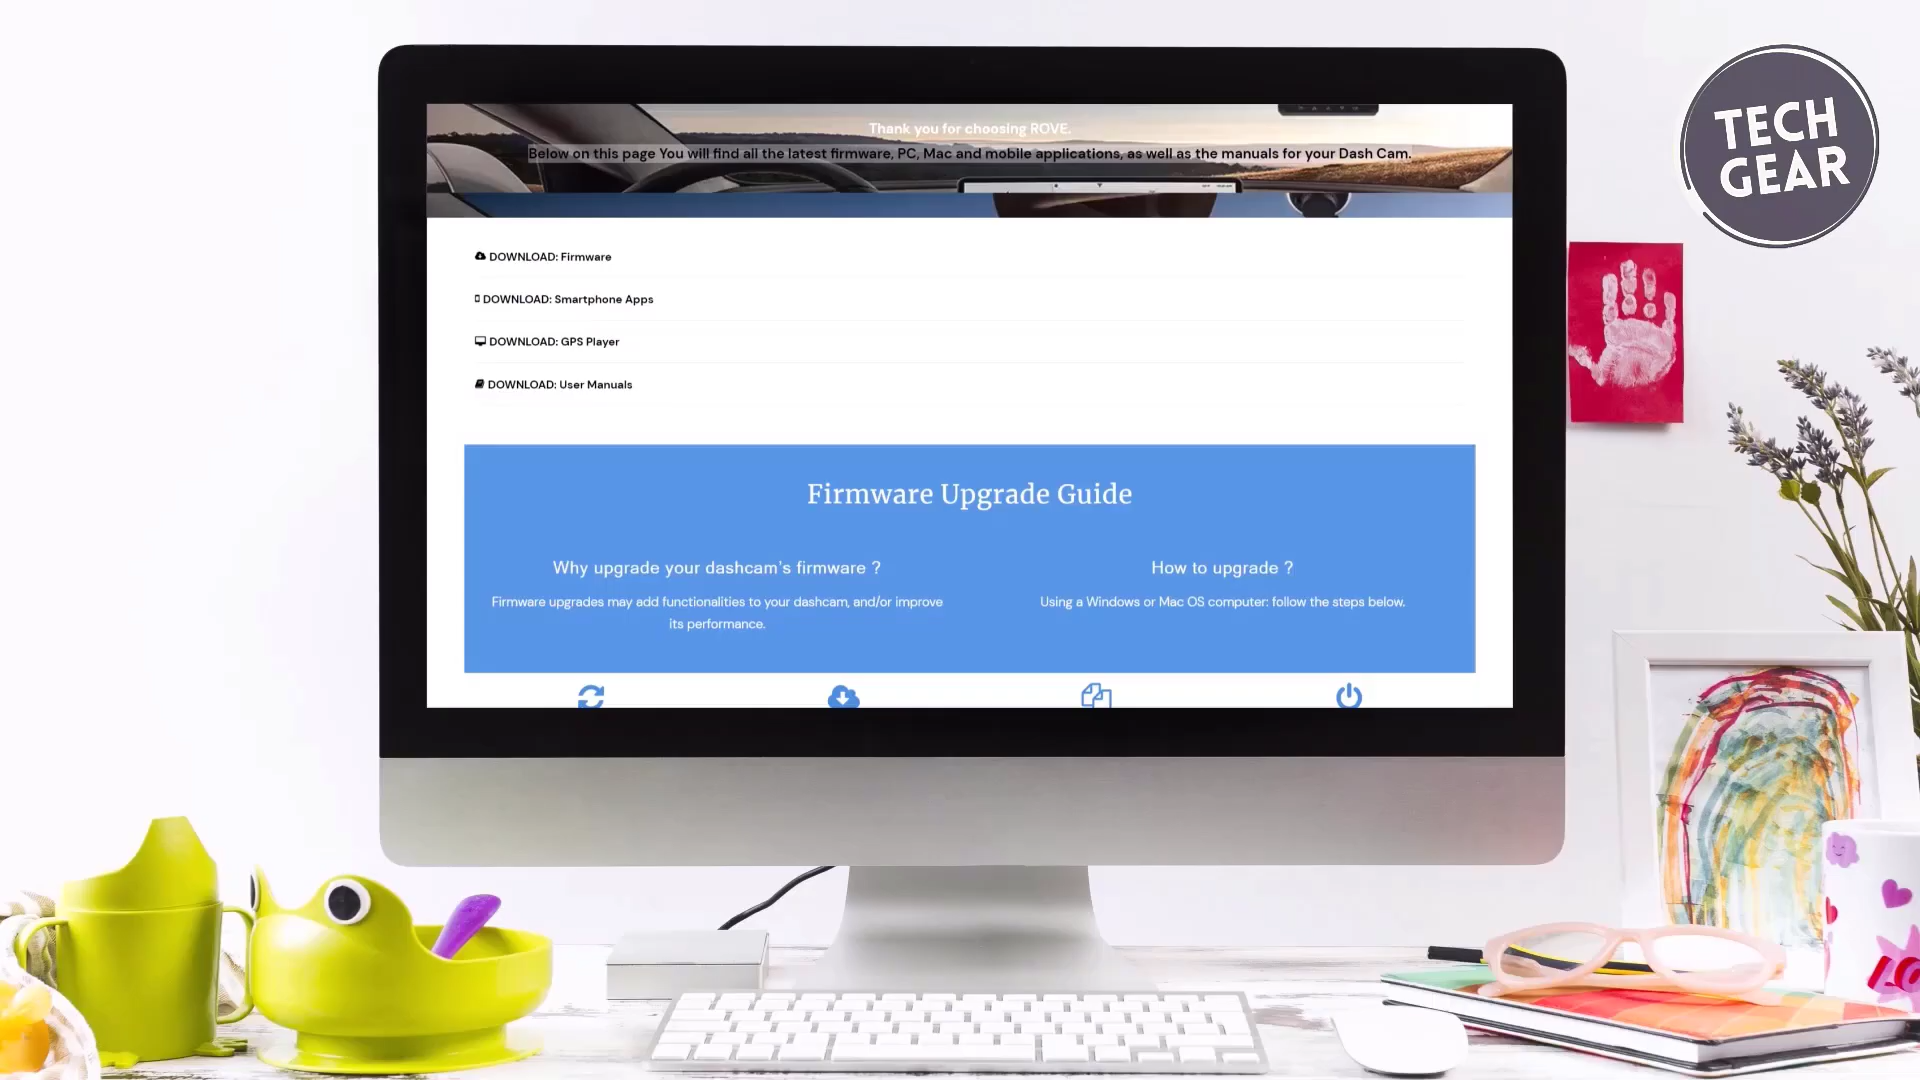 TECH
GEAR
Thank you for choosing ROVE.
Below on this page You will find all the latest firmware, PC, Mac and mobile applications, as well as the manuals for your Dash Cam.
DOWNLOAD: Firmware
DOWNLOAD: Smartphone Apps
DOWNLOAD: GPS Player
DOWNLOAD: User Manuals
Firmware Upgrade Guide
Why upgrade your dashcam's firmware ?
Firmware upgrades may add functionalities to your dashcam, and/or improve
its performance.
How to upgrade ?
Using a Windows or Mac OS computer: follow the steps below.